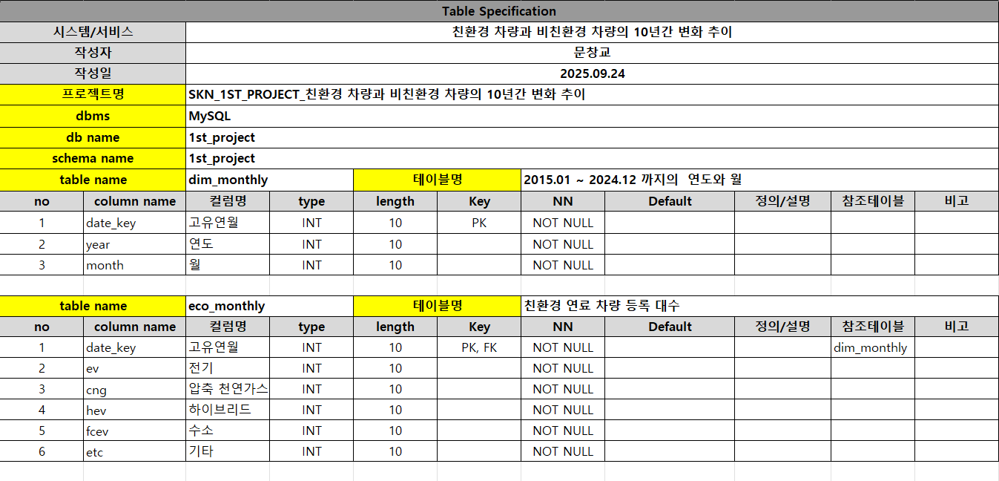 Table Specification
시스템/서비스 친환경 차량과 비친환경 차량의 10년간 변화 추이
작성자 문창교
작성일 2025.09.24
프로젝트명 SKN_1ST_PROJECT_친환경 차량과 비친환경 차량의 10년간 변화 추이
dbms MySQL
db name 1st_project
schema name 1st_project
table name dim_monthly 테이블명 2015.01 ~ 2024.12 까지의 연도와 월
no column name 컬럼명 type length Key NN Default 정의/설명 참조테이블 비고
1 date_key 고유연월 INT 10 PK NOT NULL
2 year 연도 INT 10 NOT NULL
3 month 월 INT 10 NOT NULL
table name eco_monthly 테이블명 친환경 연료 차량 등록 대수
no column name 컬럼명 type length Key NN Default 정의/설명 참조테이블 비고
1 date_key 고유연월 INT 10 PK, FK NOT NULL dim_monthly
2 ev 전기 INT 10 NOT NULL
3 cng 압축 천연가스 INT 10 NOT NULL
4 hev 하이브리드 INT 10 NOT NULL
5 fcev 수소 INT 10 NOT NULL
6 etc 기타 INT 10 NOT NULL